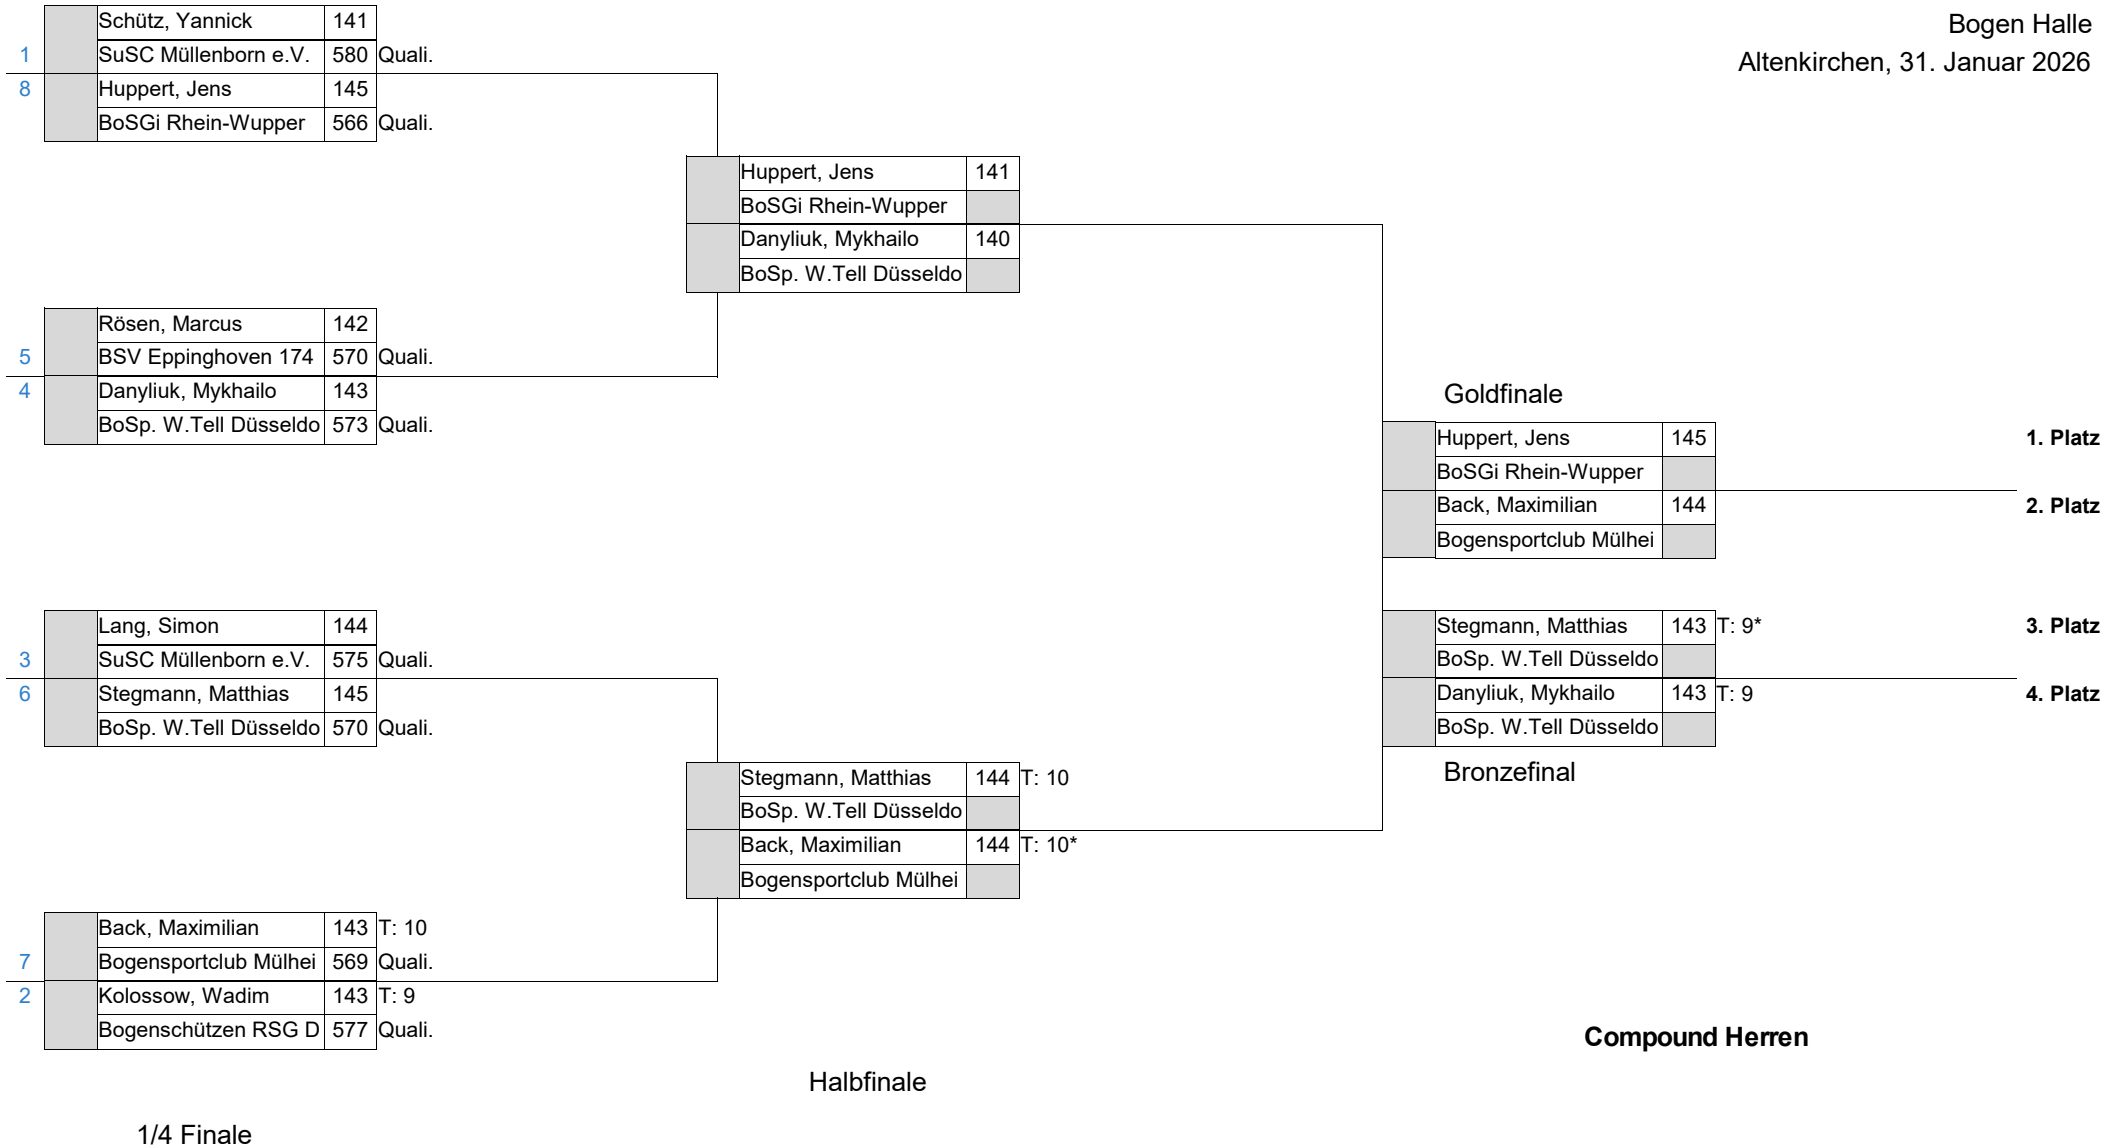 Bogen Halle
Altenkirchen, 31. Januar 2026
Schütz, Yannick 141
1 SuSC Müllenborn e.V. 580 Quali.
8 Huppert, Jens 145
BoSGi Rhein-Wupper 566 Quali.
Huppert, Jens 141
BoSGi Rhein-Wupper
Danyliuk, Mykhailo 140
BoSp. W.Tell Düsseldo
Rösen, Marcus 142
5 BSV Eppinghoven 174 570 Quali.
4 Danyliuk, Mykhailo 143
BoSp. W.Tell Düsseldo 573 Quali.
Goldfinale
Huppert, Jens 145 1. Platz
BoSGi Rhein-Wupper
Back, Maximilian 144 2. Platz
Bogensportclub Mülhei
Lang, Simon 144
3 SuSC Müllenborn e.V. 575 Quali.
6 Stegmann, Matthias 145
BoSp. W.Tell Düsseldo 570 Quali.
Stegmann, Matthias 143 T: 9* 3. Platz
BoSp. W.Tell Düsseldo
Danyliuk, Mykhailo 143 T: 9 4. Platz
BoSp. W.Tell Düsseldo
Bronzefinal
Stegmann, Matthias 144 T: 10
BoSp. W.Tell Düsseldo
Back, Maximilian 144 T: 10*
Bogensportclub Mülhei
Back, Maximilian 143 T: 10
7 Bogensportclub Mülhei 569 Quali.
2 Kolossow, Wadim 143 T: 9
Bogenschützen RSG D 577 Quali.
Compound Herren
Halbfinale
1/4 Finale